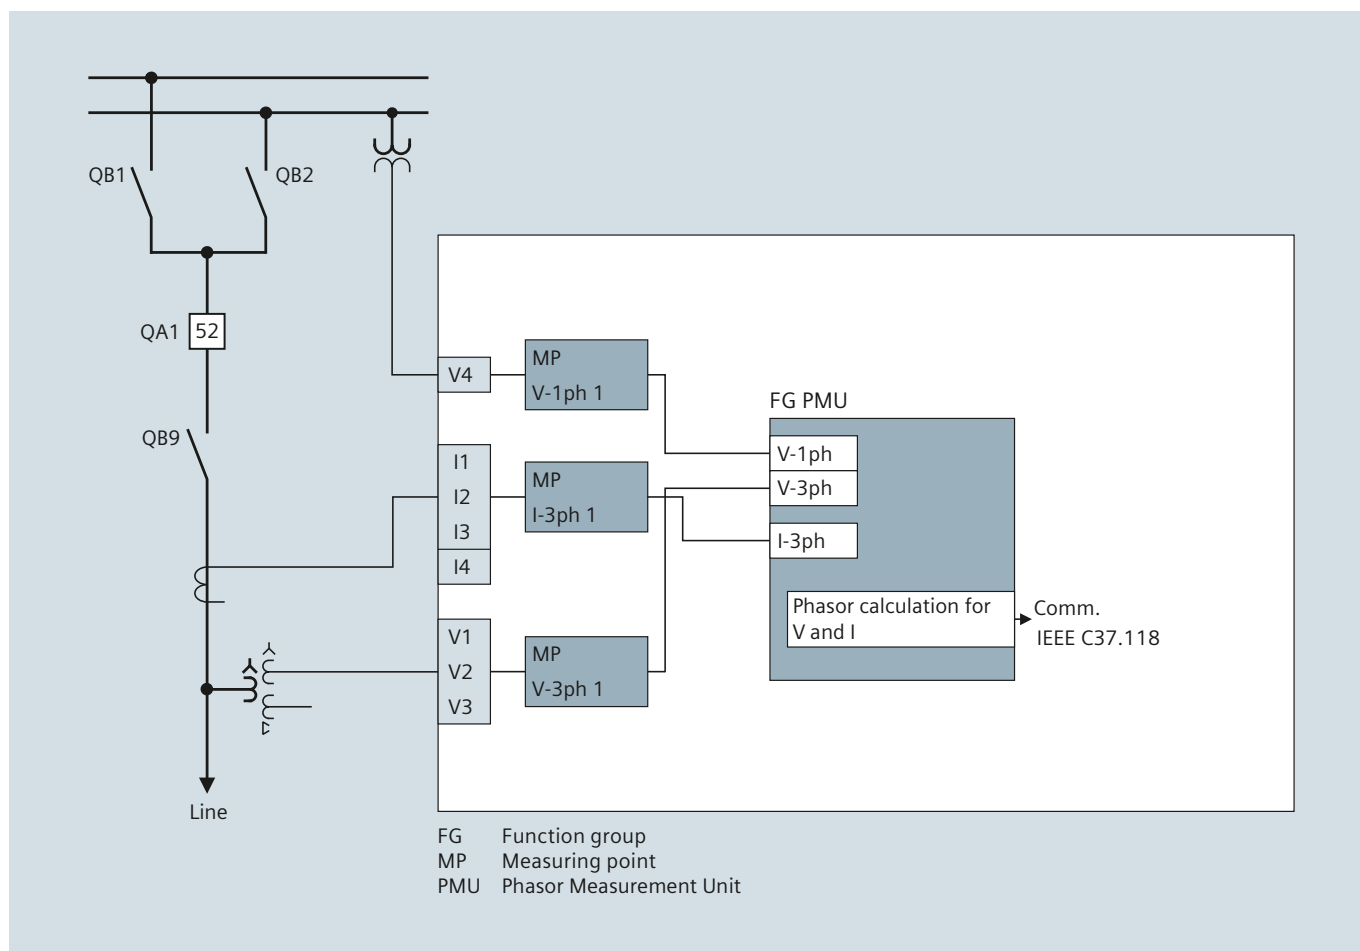 QB1
QB2
QA1
52
QB9
V4
MP
V-1ph 1
I1
I2
I3
I4
MP
I-3ph 1
V1
V2
V3
MP
V-3ph 1
FG PMU
V-1ph
V-3ph
I-3ph
Phasor calculation for
V and I
Comm.
IEEE C37.118
Line
FG Function group
MP Measuring point
PMU Phasor Measurement Unit